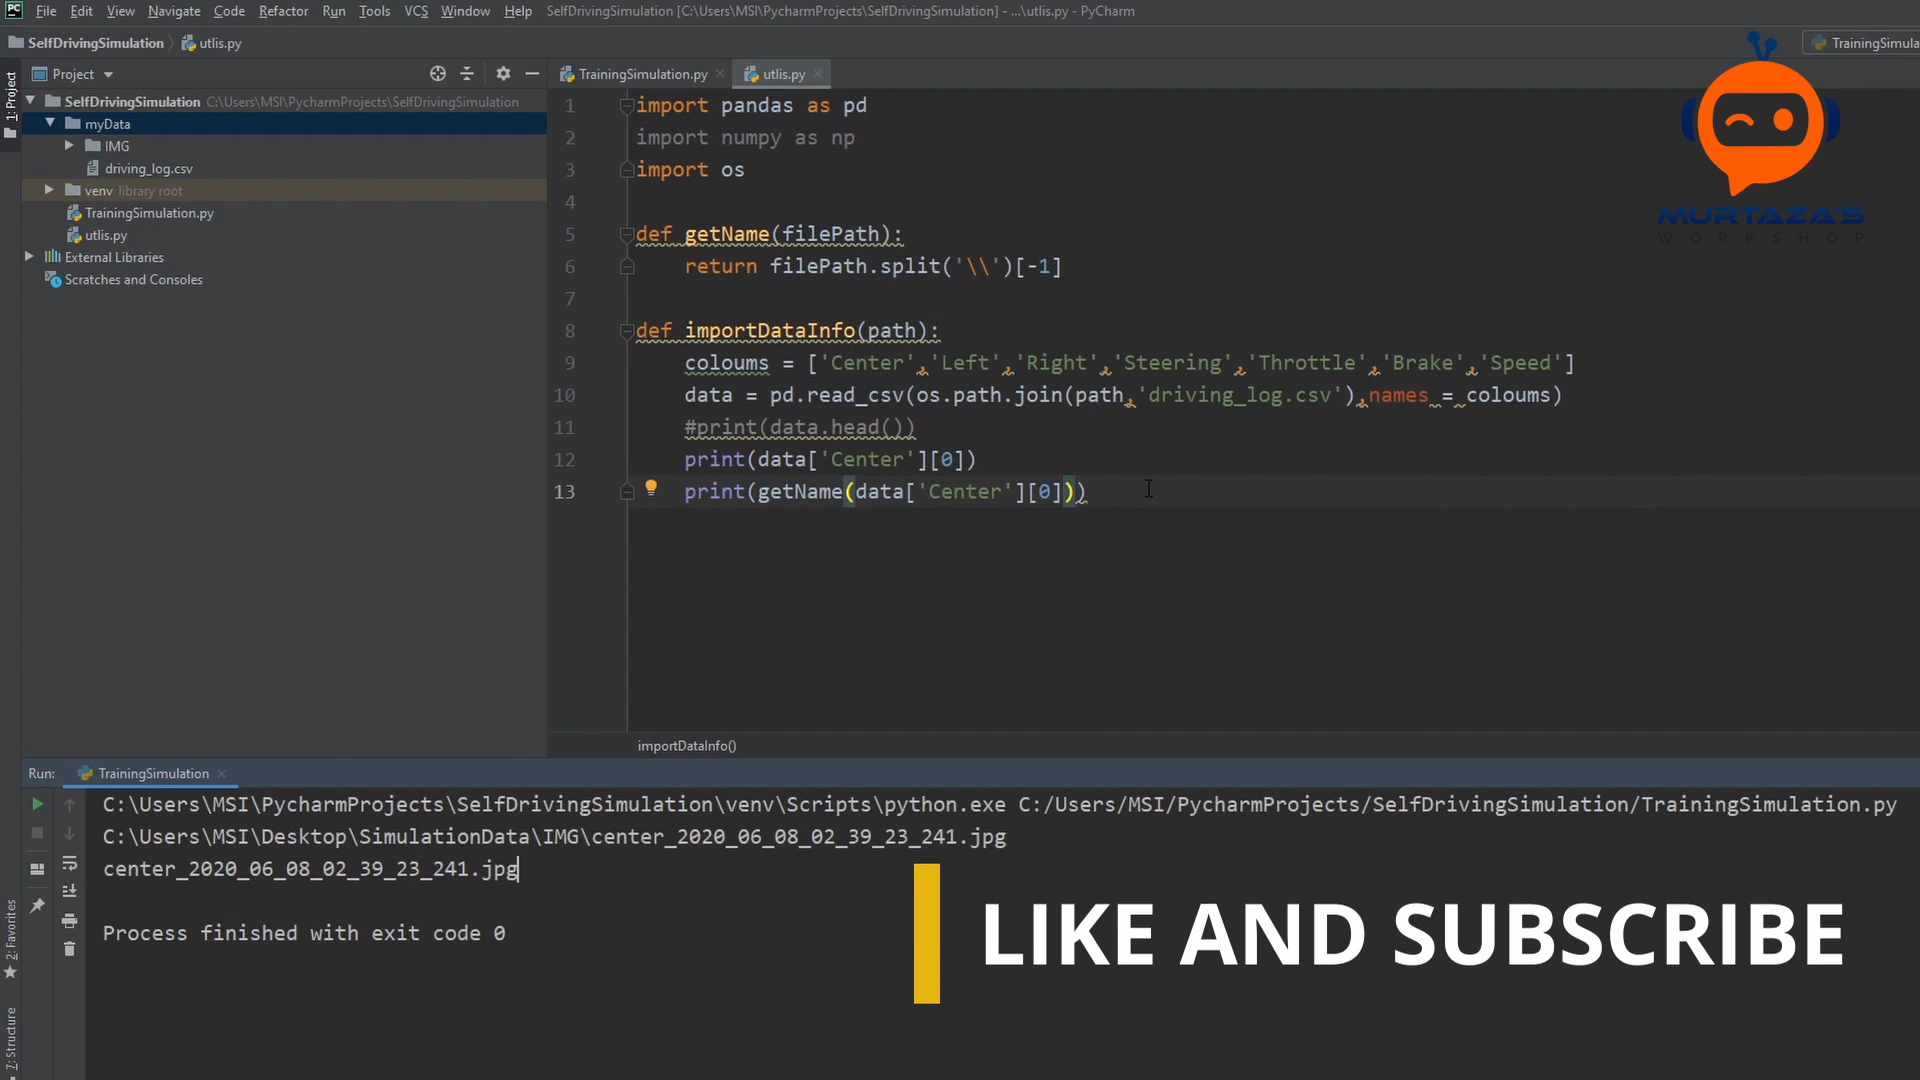 PC File Edit View Navigate Code Refactor Run Tools VCS Window Help SelfDrivingSimulation [C:\Users\MSI\PycharmProjects\SelfDrivingSimulation] - ...\utlis.py - PyCharm
SelfDrivingSimulation utlis.py TrainingSimula
Project TrainingSimulation.py utlis.py
1: Project
SelfDrivingSimulation C:\Users\MSI\PycharmProjects\SelfDrivingSimulation
myData
IMG
driving_log.csv
venv library root
TrainingSimulation.py
utlis.py
External Libraries
Scratches and Consoles
1 import pandas as pd
2 import numpy as np
3 import os
4
5 def getName(filePath):
6 return filePath.split('\\')[-1]
7
8 def importDataInfo(path):
9 coloums = ['Center','Left','Right','Steering','Throttle','Brake','Speed']
10 data = pd.read_csv(os.path.join(path,'driving_log.csv'),names = coloums)
11 #print(data.head())
12 print(data['Center'][0])
13 print(getName(data['Center'][0]))
importDataInfo()
MURTAZA'S
WORKSHOP
Run: TrainingSimulation
C:\Users\MSI\PycharmProjects\SelfDrivingSimulation\venv\Scripts\python.exe C:/Users/MSI/PycharmProjects/SelfDrivingSimulation/TrainingSimulation.py
C:\Users\MSI\Desktop\SimulationData\IMG\center_2020_06_08_02_39_23_241.jpg
center_2020_06_08_02_39_23_241.jpg
Process finished with exit code 0
2: Favorites
7: Structure
LIKE AND SUBSCRIBE